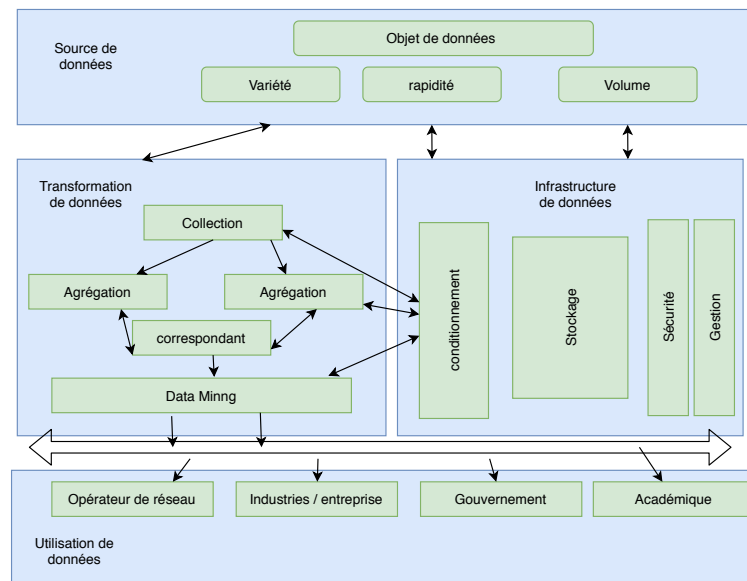 Objet de données
Source de
données
Variété
rapidité
Volume
Transformation
de données
Collection
Agrégation
Agrégation
correspondant
Data Minng
Infrastructure
de données
conditionnement
Stockage
Sécurité
Gestion
Opérateur de réseau
Industries / entreprise
Gouvernement
Académique
Utilisation de
données